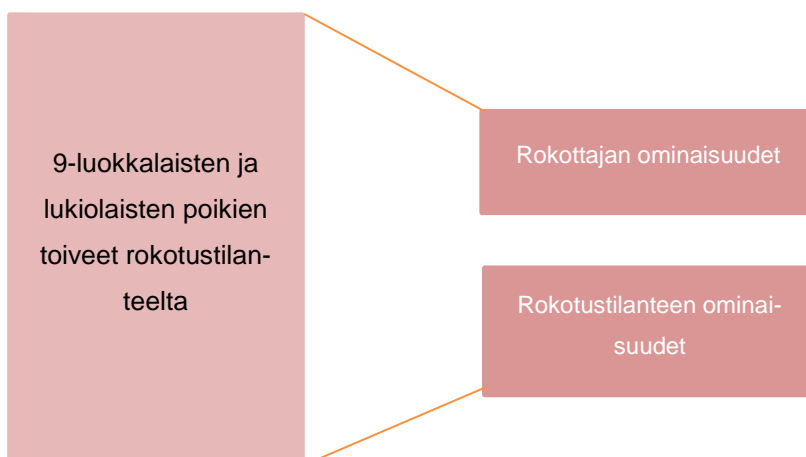 9-luokkalaisten ja
lukiolaisten poikien
toiveet rokotustilan-
teelta
Rokottajan ominaisuudet
Rokotustilanteen ominai-
suudet